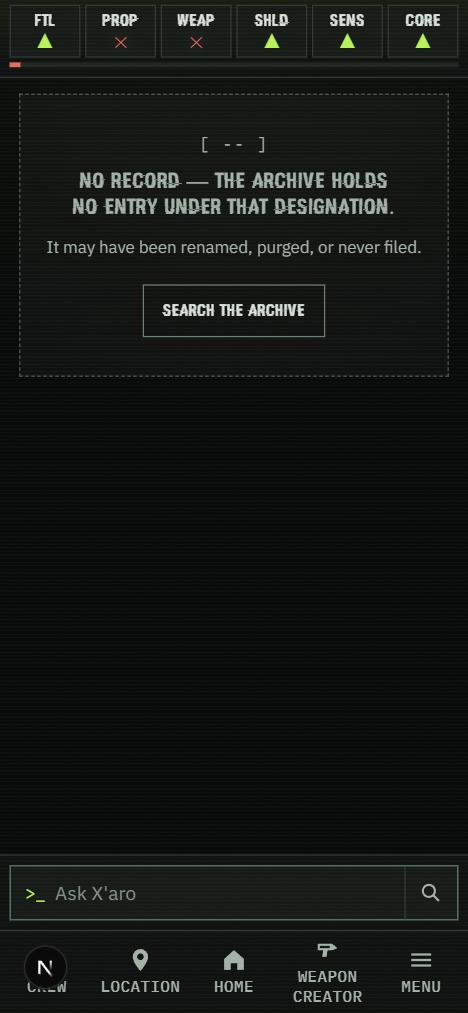 FTL PROP WEAP SHLD SENS CORE
[ -- ]
NO RECORD — THE ARCHIVE HOLDS
NO ENTRY UNDER THAT DESIGNATION.
It may have been renamed, purged, or never filed.
SEARCH THE ARCHIVE
>_ Ask X'aro
N
CREW LOCATION HOME WEAPON CREATOR MENU